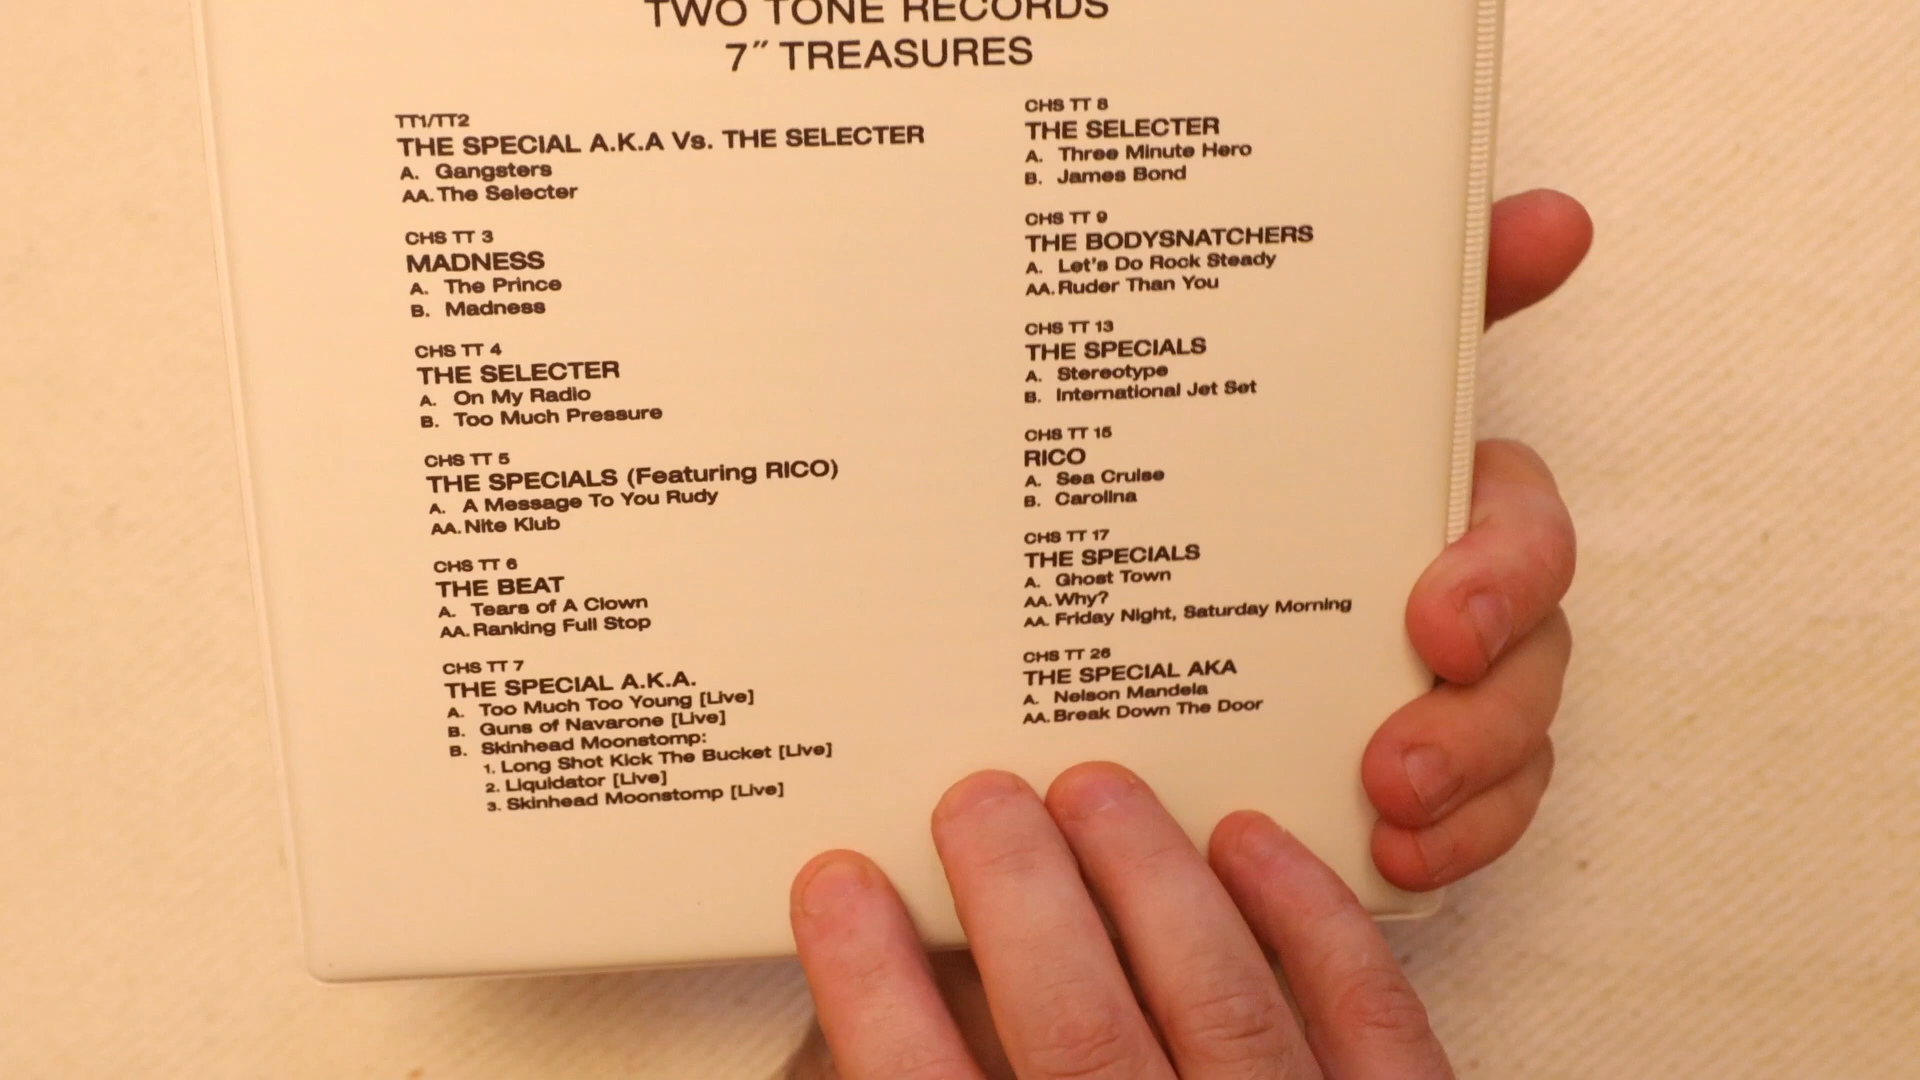 TWO TONE RECORDS
7" TREASURES
TT1/TT2
THE SPECIAL A.K.A Vs. THE SELECTER
A. Gangsters
AA. The Selecter
CHS TT 3
MADNESS
A. The Prince
B. Madness
CHS TT 4
THE SELECTER
A. On My Radio
B. Too Much Pressure
CHS TT 5
THE SPECIALS (Featuring RICO)
A. A Message To You Rudy
AA. Nite Klub
CHS TT 6
THE BEAT
A. Tears of A Clown
AA. Ranking Full Stop
CHS TT 7
THE SPECIAL A.K.A.
A. Too Much Too Young [Live]
B. Guns of Navarone [Live]
B. Skinhead Moonstomp:
1. Long Shot Kick The Bucket [Live]
2. Liquidator [Live]
3. Skinhead Moonstomp [Live]
CHS TT 8
THE SELECTER
A. Three Minute Hero
B. James Bond
CHS TT 9
THE BODYSNATCHERS
A. Let's Do Rock Steady
AA. Ruder Than You
CHS TT 13
THE SPECIALS
A. Stereotype
B. International Jet Set
CHS TT 15
RICO
A. Sea Cruise
B. Carolina
CHS TT 17
THE SPECIALS
A. Ghost Town
AA. Why?
AA. Friday Night, Saturday Morning
CHS TT 26
THE SPECIAL AKA
A. Nelson Mandela
AA. Break Down The Door